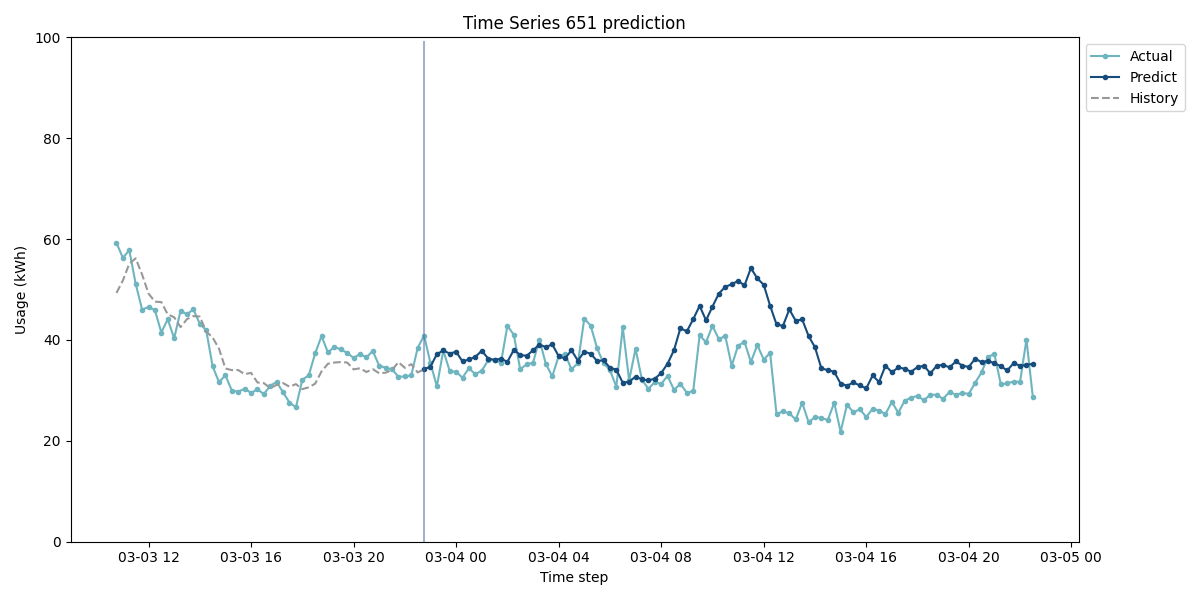 Time Series 651 prediction
100
80
60
40
20
0
Usage (kWh)
03-03 12
03-03 16
03-03 20
03-04 00
03-04 04
03-04 08
03-04 12
03-04 16
03-04 20
03-05 00
Time step
Actual
Predict
History